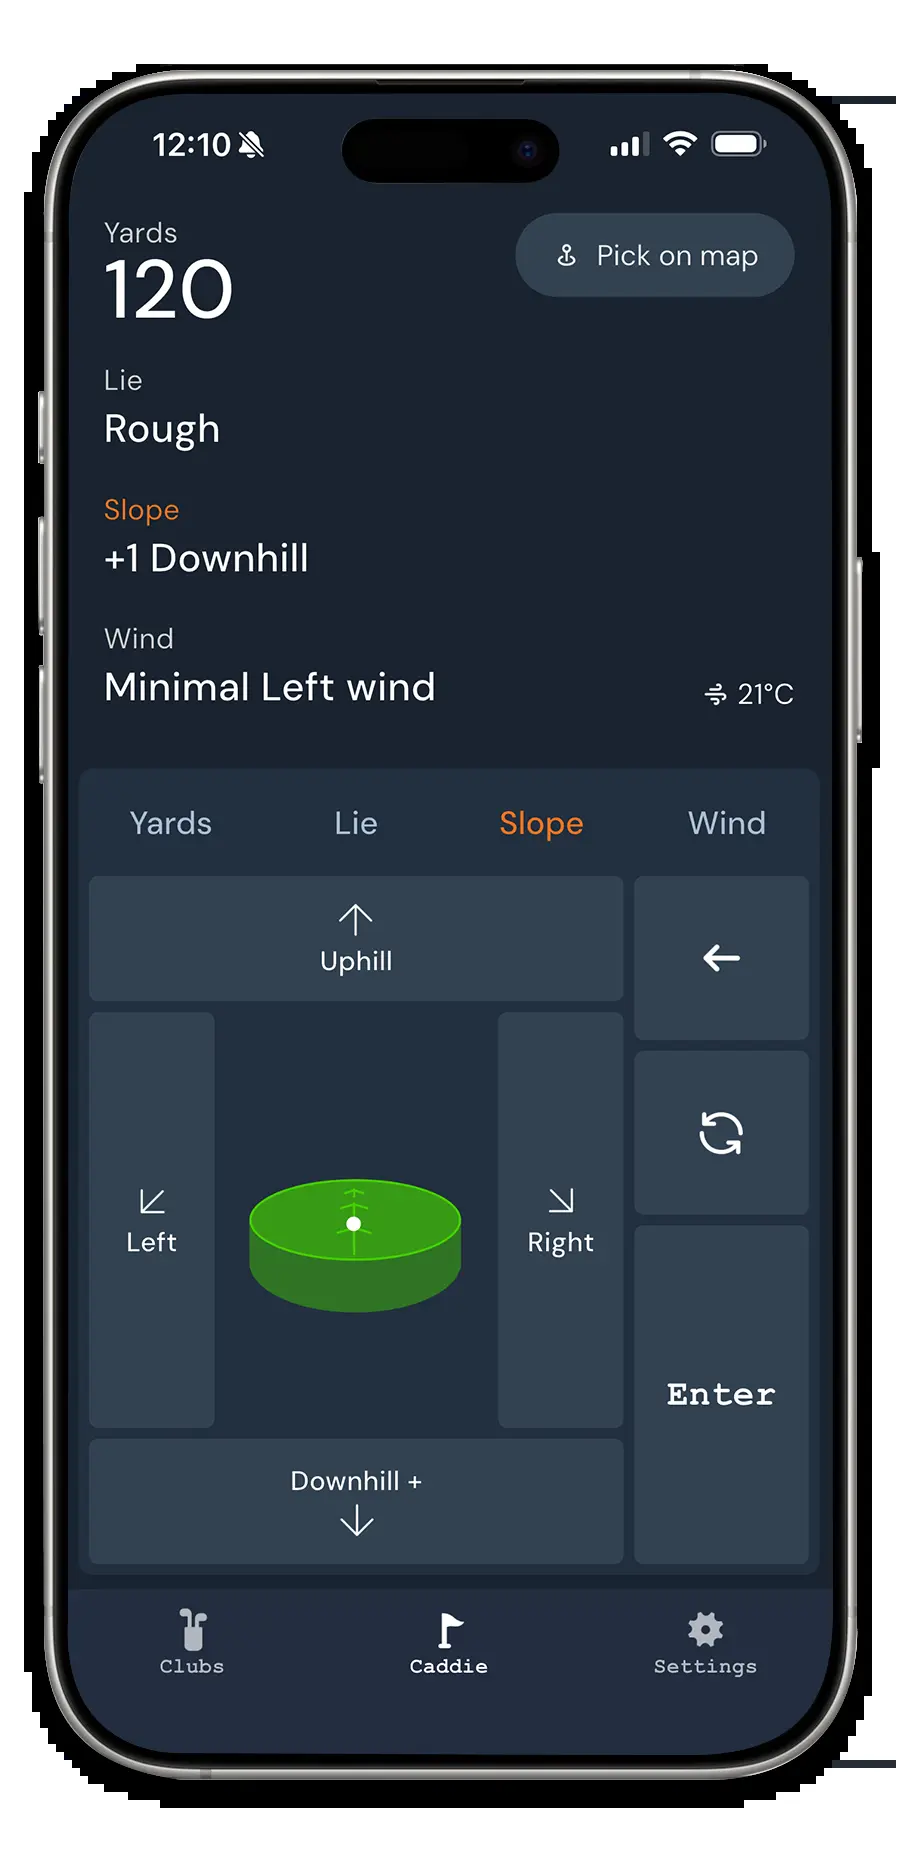 12:10
Yards
120
Pick on map
Lie
Rough
Slope
+1 Downhill
Wind
Minimal Left wind
21°C
Yards Lie Slope Wind
Uphill
Left
Right
Enter
Downhill +
Clubs Caddie Settings